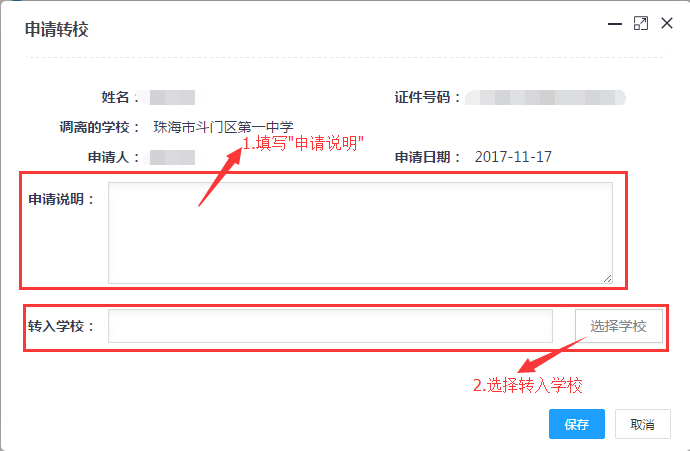 申请转校
姓名： 证件号码：
调离的学校： 珠海市斗门区第一中学
1.填写"申请说明"
申请人： 申请日期： 2017-11-17
申请说明：
转入学校： 选择学校
2.选择转入学校
保存 取消